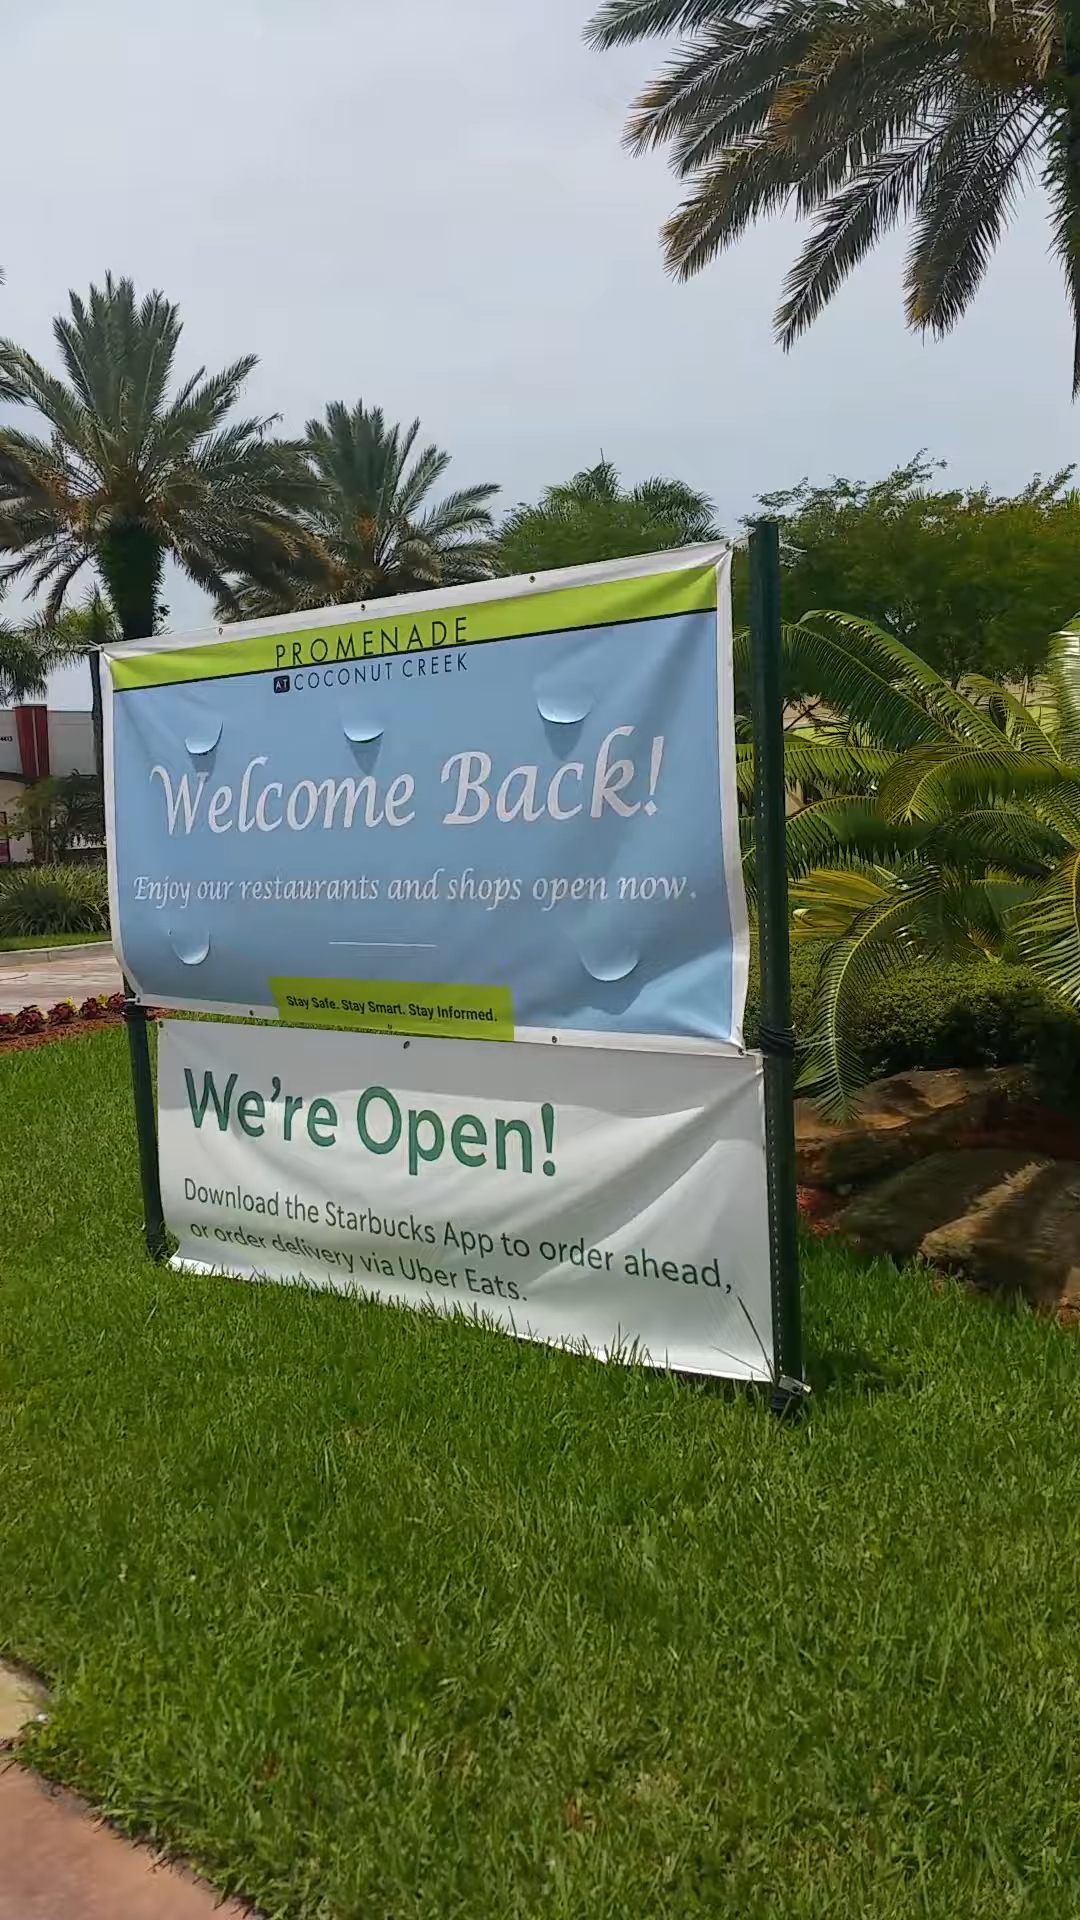 PROMENADE
AT COCONUT CREEK
Welcome Back!
Enjoy our restaurants and shops open now.
Stay Safe. Stay Smart. Stay Informed.
We're Open!
Download the Starbucks App to order ahead,
or order delivery via Uber Eats.